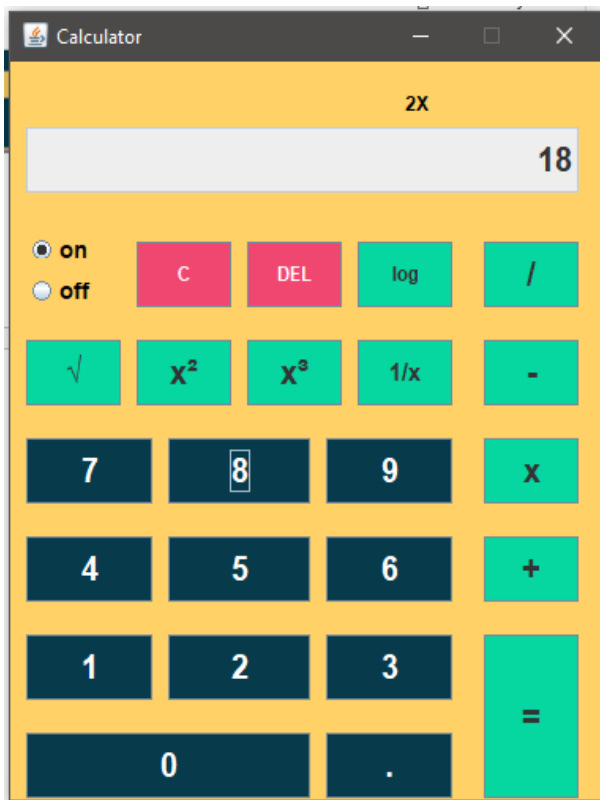 Calculator
2X
18
on
C DEL log /
off
√ x² x³ 1/x -
7 8 9 x
4 5 6 +
1 2 3
=
0 .